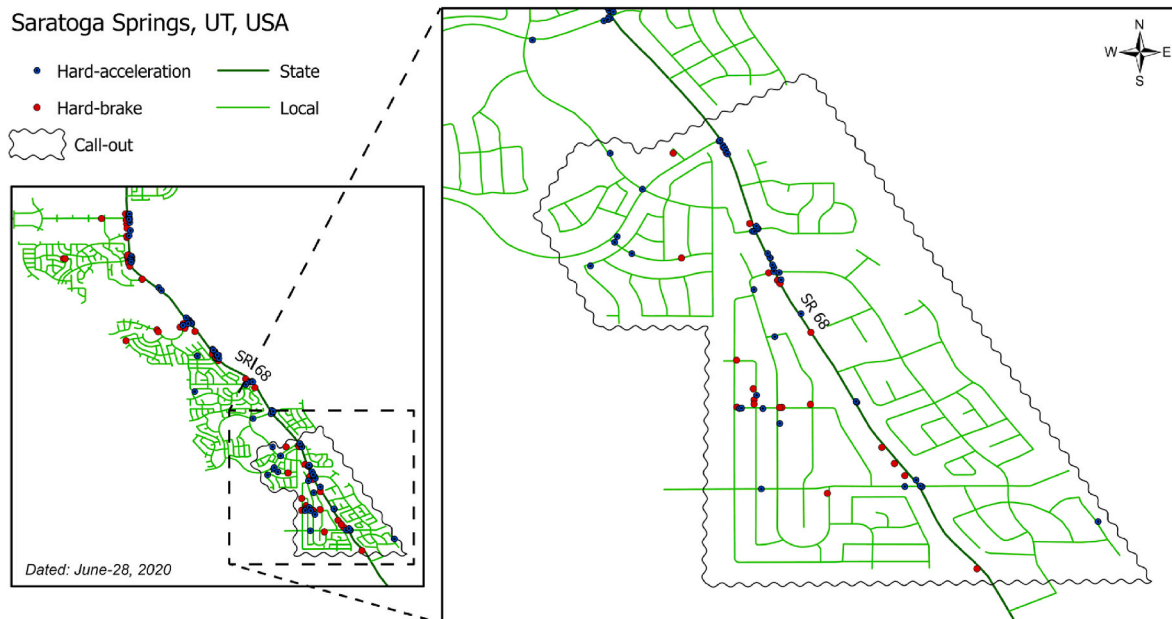 Saratoga Springs, UT, USA
Hard-acceleration
State
Hard-brake
Local
Call-out
N
W E
S
SR 68
SR 68
Dated: June-28, 2020